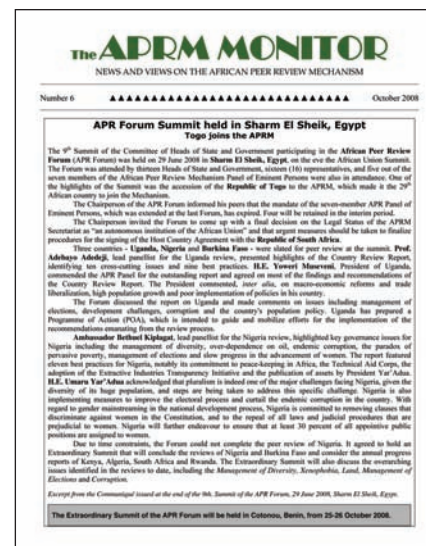 The APRM MONITOR
NEWS AND VIEWS ON THE AFRICAN PEER REVIEW MECHANISM
Number 6 ▲▲▲▲▲▲▲▲▲▲▲▲▲▲▲▲▲▲▲▲▲▲▲▲▲▲▲▲▲ October 2008
APR Forum Summit held in Sharm El Sheik, Egypt
Togo joins the APRM
The 9th Summit of the Committee of Heads of State and Government participating in the African Peer Review
Forum (APR Forum) was held on 29 June 2008 in Sharm El Sheik, Egypt, on the eve the African Union Summit.
The Forum was attended by thirteen Heads of State and Government, sixteen (16) representatives, and five out of the
seven members of the African Peer Review Mechanism Panel of Eminent Persons were also in attendance. One of
the highlights of the Summit was the accession of the Republic of Togo to the APRM, which made it the 29th
African country to join the Mechanism.
The Chairperson of the APR Forum informed his peers that the mandate of the seven-member APR Panel of
Eminent Persons, which was extended at the last Forum, has expired. Four will be retained in the interim period.
The Chairperson invited the Forum to come up with a final decision on the Legal Status of the APRM
Secretariat as "an autonomous institution of the African Union" and that urgent measures should be taken to finalize
procedures for the signing of the Host Country Agreement with the Republic of South Africa.
Three countries - Uganda, Nigeria and Burkina Faso - were slated for peer review at the summit. Prof.
Adebayo Adedeji, lead panellist for the Uganda review, presented highlights of the Country Review Report,
identifying ten cross-cutting issues and nine best practices. H.E. Yoweri Museveni, President of Uganda,
commended the APR Panel for the outstanding report and agreed on most of the findings and recommendations of
the Country Review Report. The President commented, inter alia, on macro-economic reforms and trade
liberalization, high population growth and poor implementation of policies in his country.
The Forum discussed the report on Uganda and made comments on issues including management of
elections, development challenges, corruption and the country's population policy. Uganda has prepared a
Programme of Action (POA), which is intended to guide and mobilize efforts for the implementation of the
recommendations emanating from the review process.
Ambassador Bethuel Kiplagat, lead panellist for the Nigeria review, highlighted key governance issues for
Nigeria including the management of diversity, over-dependence on oil, endemic corruption, the paradox of
pervasive poverty, management of elections and slow progress in the advancement of women. The report featured
eleven best practices for Nigeria, notably its commitment to peace-keeping in Africa, the Technical Aid Corps, the
adoption of the Extractive Industries Transparency Initiative and the publication of assets by President Yar'Adua.
H.E. Umaru Yar'Adua acknowledged that pluralism is indeed one of the major challenges facing Nigeria, given the
diversity of its huge population, and steps are being taken to address this specific challenge. Nigeria is also
implementing measures to improve the electoral process and curtail the endemic corruption in the country. With
regard to gender mainstreaming in the national development process, Nigeria is committed to removing clauses that
discriminate against women in the Constitution, and to the repeal of all laws and judicial procedures that are
prejudicial to women. Nigeria will further endeavour to ensure that at least 30 percent of all appointive public
positions are assigned to women.
Due to time constraints, the Forum could not complete the peer review of Nigeria. It agreed to hold an
Extraordinary Summit that will conclude the reviews of Nigeria and Burkina Faso and consider the annual progress
reports of Kenya, Algeria, South Africa and Rwanda. The Extraordinary Summit will also discuss the overarching
issues identified in the reviews to date, including the Management of Diversity, Xenophobia, Land, Management of
Elections and Corruption.
Excerpt from the Communiqué issued at the end of the 9th. Summit of the APR Forum, 29 June 2008, Sharm El Sheik, Egypt.
The Extraordinary Summit of the APR Forum will be held in Cotonou, Benin, from 25-26 October 2008.